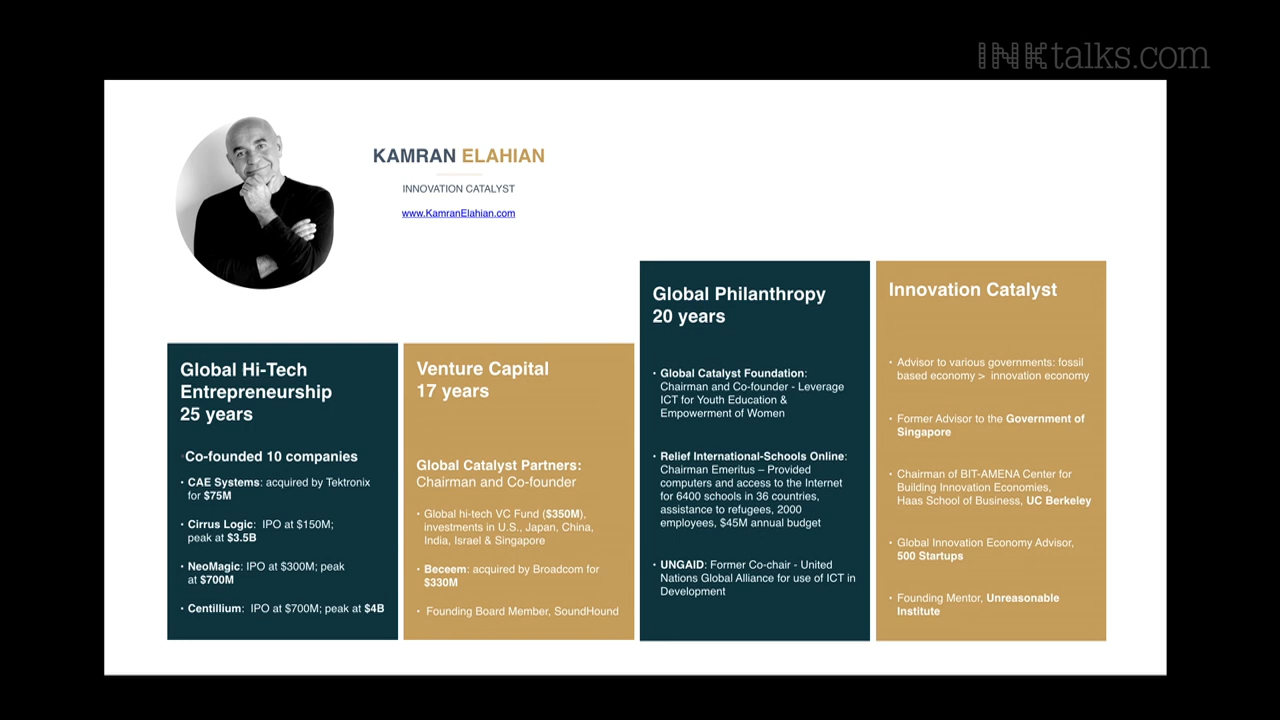 INKtalks.com
KAMRAN ELAHIAN
INNOVATION CATALYST
www.KamranElahian.com
Global Hi-Tech
Entrepreneurship
25 years
Co-founded 10 companies
• CAE Systems: acquired by Tektronix
for $75M
• Cirrus Logic: IPO at $150M;
peak at $3.5B
• NeoMagic: IPO at $300M; peak
at $700M
• Centillium: IPO at $700M; peak at $4B
Venture Capital
17 years
Global Catalyst Partners:
Chairman and Co-founder
• Global hi-tech VC Fund ($350M),
investments in U.S., Japan, China,
India, Israel & Singapore
• Beceem: acquired by Broadcom for
$330M
• Founding Board Member, SoundHound
Global Philanthropy
20 years
• Global Catalyst Foundation:
Chairman and Co-founder - Leverage
ICT for Youth Education &
Empowerment of Women
• Relief International-Schools Online:
Chairman Emeritus – Provided
computers and access to the Internet
for 6400 schools in 36 countries,
assistance to refugees, 2000
employees, $45M annual budget
• UNGAID: Former Co-chair - United
Nations Global Alliance for use of ICT in
Development
Innovation Catalyst
• Advisor to various governments: fossil
based economy > innovation economy
• Former Advisor to the Government of
Singapore
• Chairman of BIT-AMENA Center for
Building Innovation Economies,
Haas School of Business, UC Berkeley
• Global Innovation Economy Advisor,
500 Startups
• Founding Mentor, Unreasonable
Institute